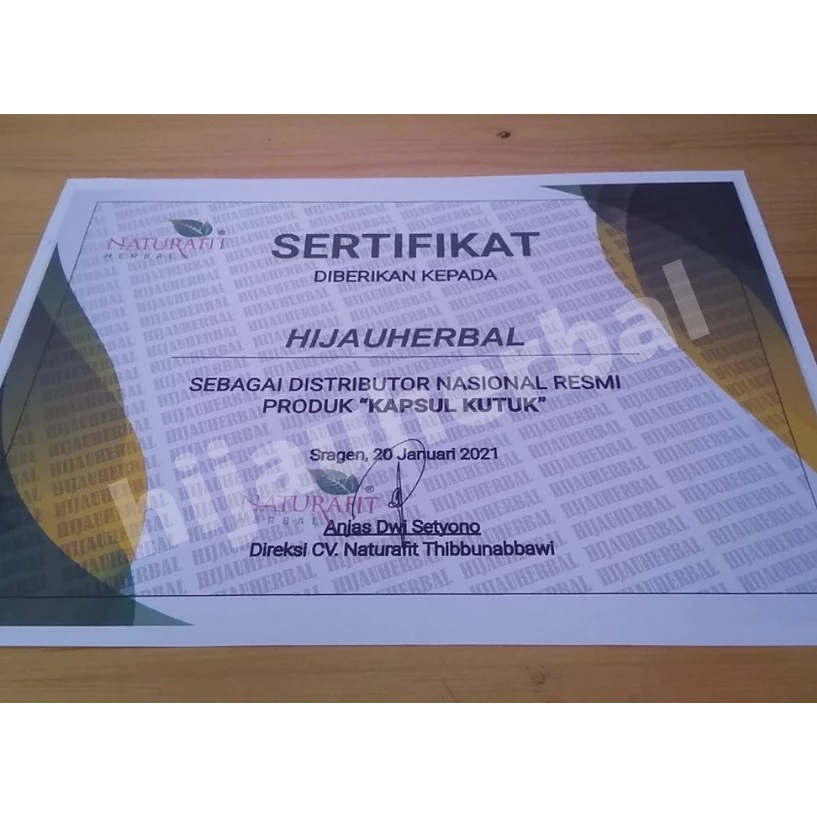 NATURAFIT®
HERBAL
SERTIFIKAT
DIBERIKAN KEPADA
HIJAUHERBAL
SEBAGAI DISTRIBUTOR NASIONAL RESMI
PRODUK "KAPSUL KUTUK"
Sragen, 20 Januari 2021
NATURAFIT®
HERBAL
Anjas Dwi Setyono
Direksi CV. Naturafit Thibbunabbawi
hijauherbal